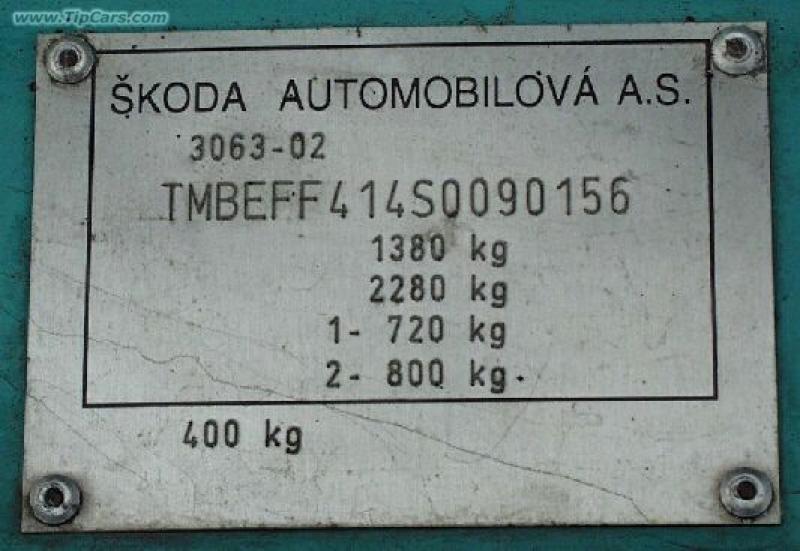 www.TipCars.com
ŠKODA AUTOMOBILOVÁ A.S.
3063-02
TMBEFF414S0090156
1380 kg
2280 kg
1- 720 kg
2- 800 kg.
400 kg